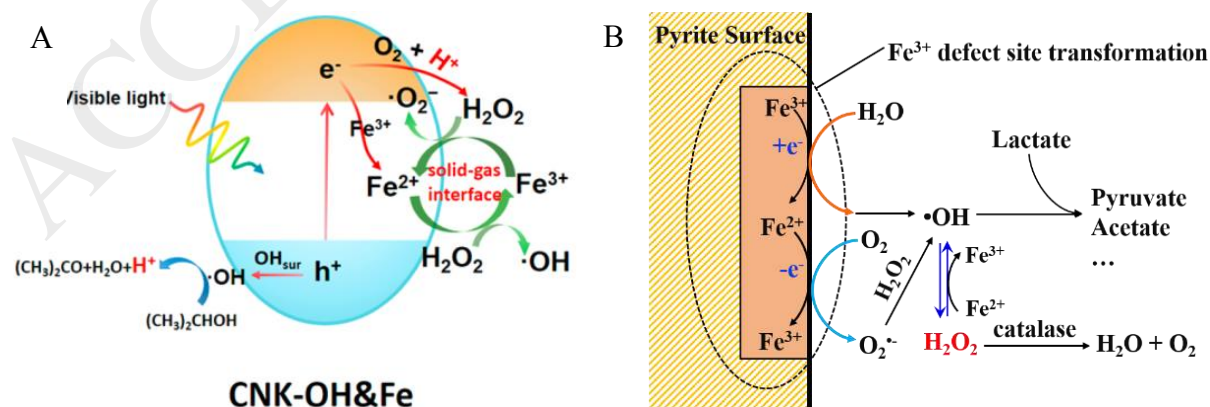 A
ACCE
Visible light
e⁻
O₂ + H⁺
·O₂⁻
H₂O₂
Fe³⁺
Fe²⁺
solid-gas
interface
Fe³⁺
H₂O₂
·OH
h⁺
OHsur
·OH
(CH₃)₂CO+H₂O+H⁺
(CH₃)₂CHOH
CNK-OH&Fe
B
Pyrite Surface
Fe³⁺ defect site transformation
Fe³⁺
H₂O
+e⁻
Lactate
Fe²⁺
•OH
Pyruvate
Acetate
...
O₂
-e⁻
H₂O₂
Fe³⁺
Fe²⁺
Fe³⁺
O₂•⁻
H₂O₂
catalase
H₂O + O₂